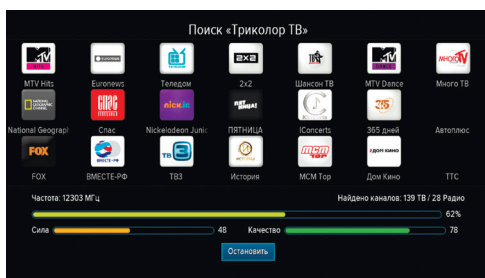 Поиск «Триколор ТВ»
MTV Hits Euronews Теледом 2x2 Шансон ТВ MTV Dance Много ТВ
National Geograpl Спас Nickelodeon Junic ПЯТНИЦА IConcerts 365 дней Автоплюс
FOX ВМЕСТЕ-РФ ТВ3 История MCM Top Дом Кино ТТС
Частота: 12303 МГц Найдено каналов: 139 ТВ / 28 Радио
62%
Сила 48 Качество 78
Остановить